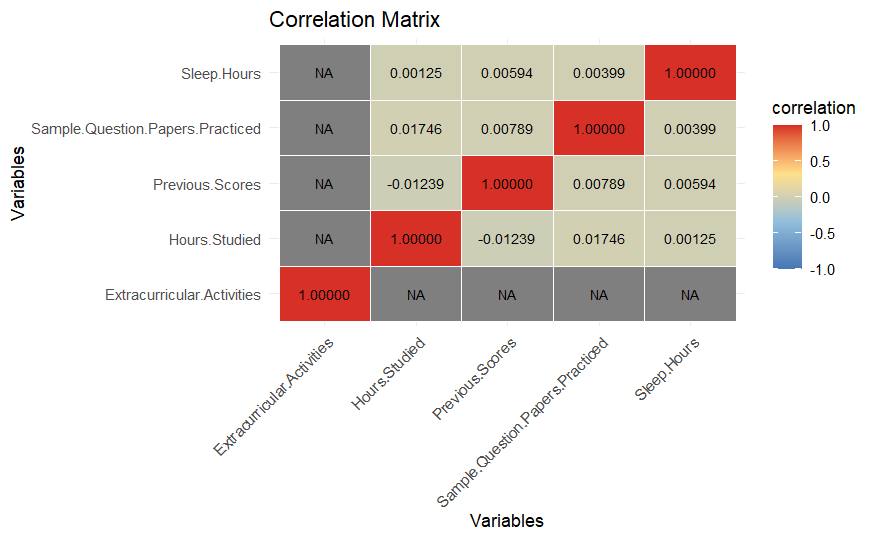 Correlation Matrix
Variables
Sleep.Hours NA 0.00125 0.00594 0.00399 1.00000
Sample.Question.Papers.Practiced NA 0.01746 0.00789 1.00000 0.00399
Previous.Scores NA -0.01239 1.00000 0.00789 0.00594
Hours.Studied NA 1.00000 -0.01239 0.01746 0.00125
Extracurricular.Activities 1.00000 NA NA NA NA
Extracurricular.Activities
Hours.Studied
Previous.Scores
Sample.Question.Papers.Practiced
Sleep.Hours
Variables
correlation
1.0
0.5
0.0
-0.5
-1.0